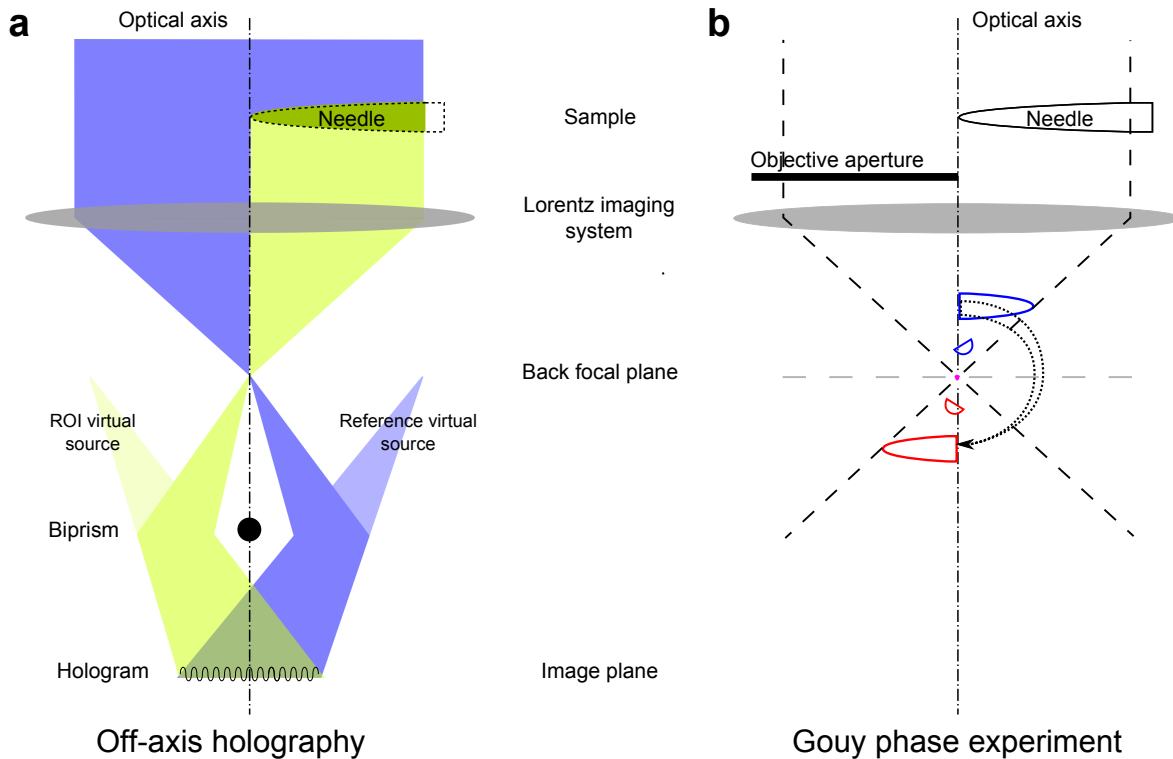 a
Optical axis
Needle
ROI virtual
source
Reference virtual
source
Biprism
Hologram
Off-axis holography
Sample
Lorentz imaging
system
Back focal plane
Image plane
b
Optical axis
Needle
Objective aperture
Gouy phase experiment